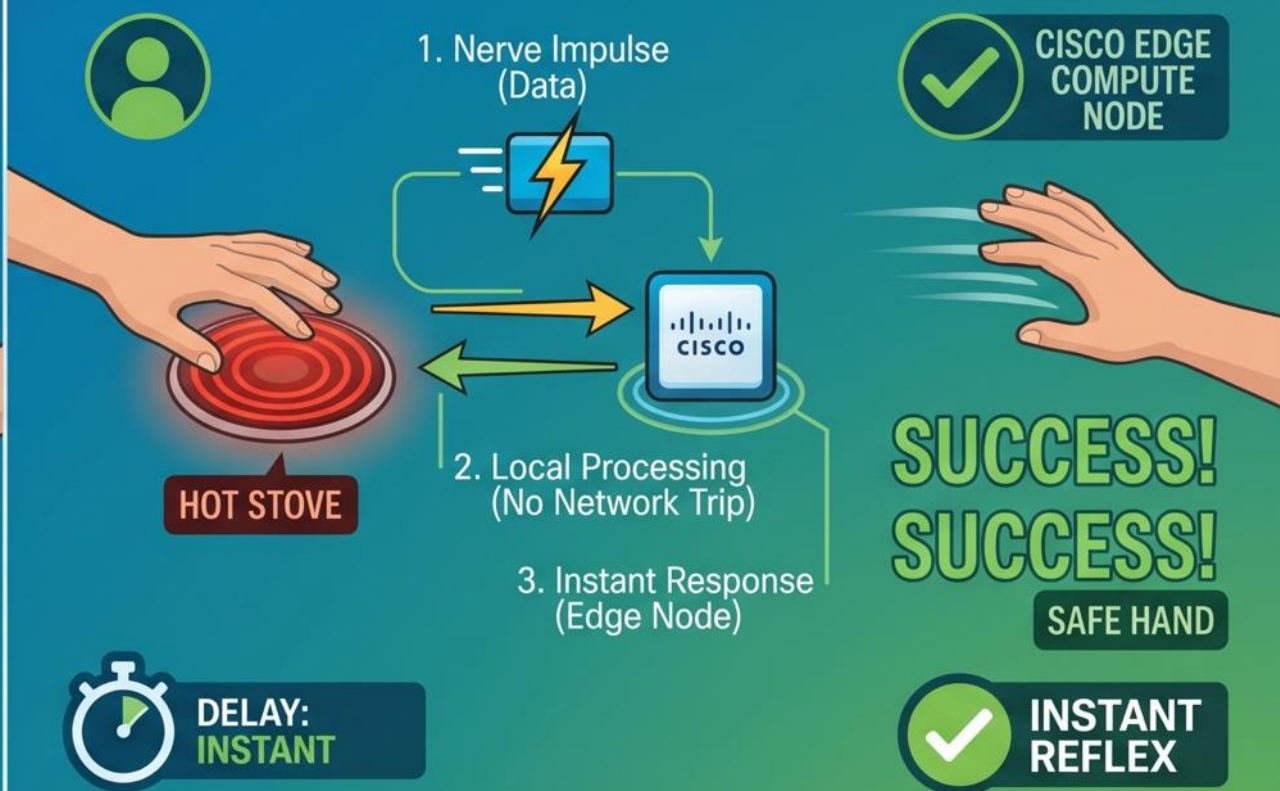 1. Nerve Impulse
(Data)
CISCO EDGE
COMPUTE
NODE
CISCO
HOT STOVE
2. Local Processing
(No Network Trip)
3. Instant Response
(Edge Node)
SUCCESS!
SUCCESS!
SAFE HAND
DELAY:
INSTANT
INSTANT
REFLEX